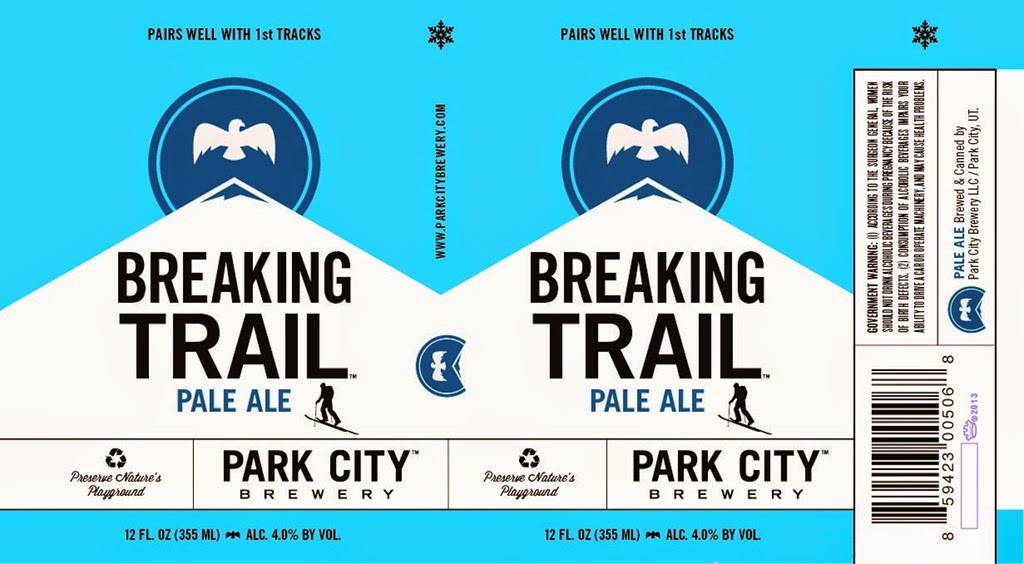 PAIRS WELL WITH 1st TRACKS
BREAKING
TRAIL™
PALE ALE
Preserve Nature's
Playground
PARK CITY™
BREWERY
12 FL. OZ (355 ML) ALC. 4.0% BY VOL.
WWW.PARKCITYBREWERY.COM
PAIRS WELL WITH 1st TRACKS
BREAKING
TRAIL™
PALE ALE
Preserve Nature's
Playground
PARK CITY™
BREWERY
12 FL. OZ (355 ML) ALC. 4.0% BY VOL.
GOVERNMENT WARNING: (1) ACCORDING TO THE SURGEON GENERAL, WOMEN
SHOULD NOT DRINK ALCOHOLIC BEVERAGES DURING PREGNANCY BECAUSE OF THE RISK
OF BIRTH DEFECTS. (2) CONSUMPTION OF ALCOHOLIC BEVERAGES IMPAIRS YOUR
ABILITY TO DRIVE A CAR OR OPERATE MACHINERY, AND MAY CAUSE HEALTH PROBLEMS.
PALE ALE Brewed & Canned by
Park City Brewery LLC / Park City, UT.
8 59423 00506 8
©2013